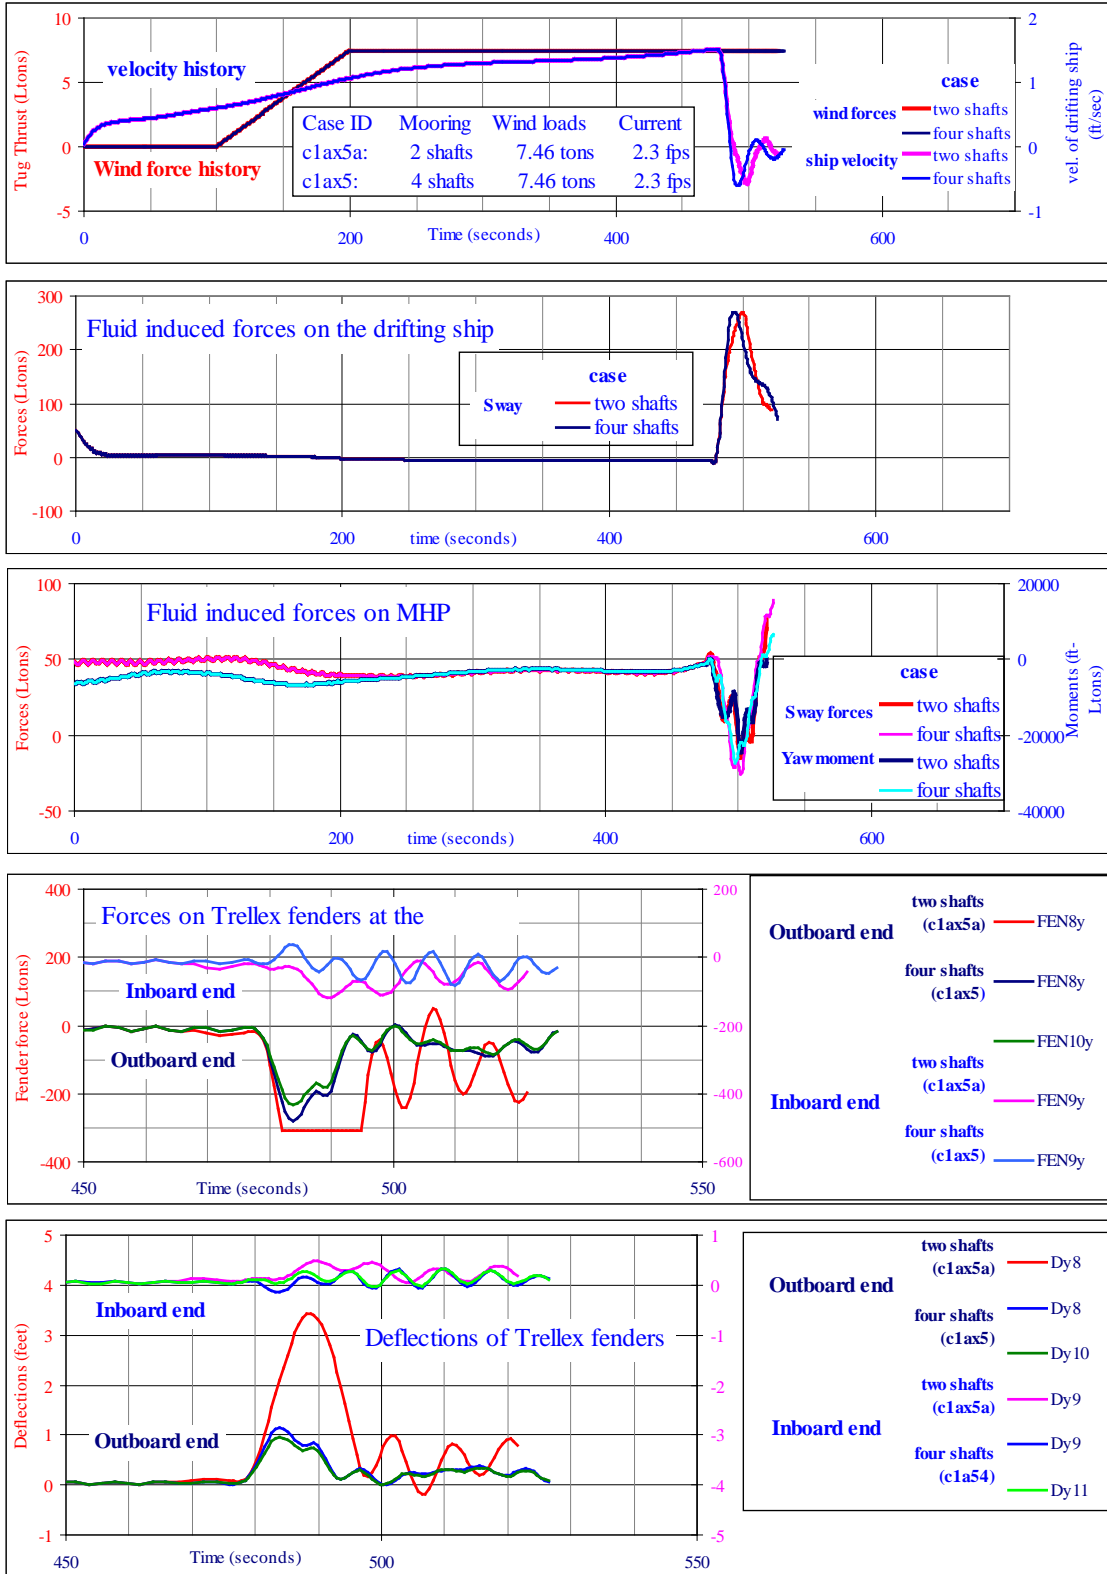 10
5
0
-5
Tug Thrust (Ltons)
velocity history
Wind force history
Case ID Mooring Wind loads Current
c1ax5a: 2 shafts 7.46 tons 2.3 fps
c1ax5: 4 shafts 7.46 tons 2.3 fps
case
wind forces two shafts
four shafts
ship velocity two shafts
four shafts
2
1
0
-1
vel. of drifting ship
(ft/sec)
0 200 400 600
Time (seconds)
300
200
100
0
-100
Forces (Ltons)
Fluid induced forces on the drifting ship
case
Sway two shafts
four shafts
0 200 400 600
time (seconds)
100
50
0
-50
Forces (Ltons)
Fluid induced forces on MHP
case
Sway forces two shafts
four shafts
Yaw moment two shafts
four shafts
20000
0
-20000
-40000
Moments (ft-
Ltons)
0 200 400 600
time (seconds)
400
200
0
-200
-400
Fender force (Ltons)
Forces on Trellex fenders at the
Inboard end
Outboard end
200
0
-200
-400
-600
450 500 550
Time (seconds)
Outboard end
two shafts
(c1ax5a)
FEN8y
four shafts
(c1ax5)
FEN8y
FEN10y
Inboard end
two shafts
(c1ax5a)
FEN9y
four shafts
(c1ax5)
FEN9y
5
4
3
2
1
0
-1
Deflections (feet)
Inboard end
Deflections of Trellex fenders
Outboard end
1
0
-1
-2
-3
-4
-5
450 500 550
Time (seconds)
Outboard end
two shafts
(c1ax5a)
Dy8
four shafts
(c1ax5)
Dy8
Dy10
Inboard end
two shafts
(c1ax5a)
Dy9
four shafts
(c1a54)
Dy9
Dy11